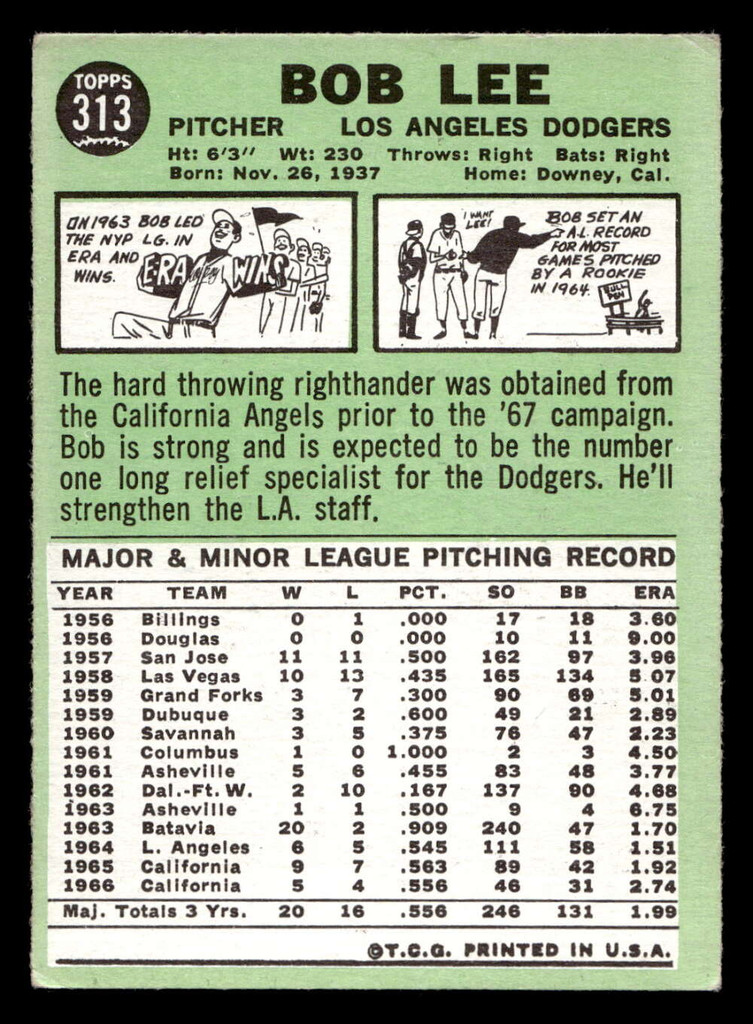 TOPPS
313
BOB LEE
PITCHER LOS ANGELES DODGERS
Ht: 6'3" Wt: 230 Throws: Right Bats: Right
Born: Nov. 26, 1937 Home: Downey, Cal.
IN 1963 BOB LED
THE NYP LG. IN
ERA AND
WINS.
ERA
WINS
I WANT
LEE!
BOB SET AN
A.L. RECORD
FOR MOST
GAMES PITCHED
BY A ROOKIE
IN 1964.
BULL
PEN
The hard throwing righthander was obtained from
the California Angels prior to the '67 campaign.
Bob is strong and is expected to be the number
one long relief specialist for the Dodgers. He'll
strengthen the L.A. staff.
MAJOR & MINOR LEAGUE PITCHING RECORD
YEAR TEAM W L PCT. SO BB ERA
1956 Billings 0 1 .000 17 18 3.60
1956 Douglas 0 0 .000 10 11 9.00
1957 San Jose 11 11 .500 162 97 3.96
1958 Las Vegas 10 13 .435 165 134 5.07
1959 Grand Forks 3 7 .300 90 69 5.01
1959 Dubuque 3 2 .600 49 21 2.89
1960 Savannah 3 5 .375 76 47 2.23
1961 Columbus 1 0 1.000 2 3 4.50
1961 Asheville 5 6 .455 83 48 3.77
1962 Dal.-Ft. W. 2 10 .167 137 90 4.68
1963 Asheville 1 1 .500 9 4 6.75
1963 Batavia 20 2 .909 240 47 1.70
1964 L. Angeles 6 5 .545 111 58 1.51
1965 California 9 7 .563 89 42 1.92
1966 California 5 4 .556 46 31 2.74
Maj. Totals 3 Yrs. 20 16 .556 246 131 1.99
©T.C.G. PRINTED IN U.S.A.